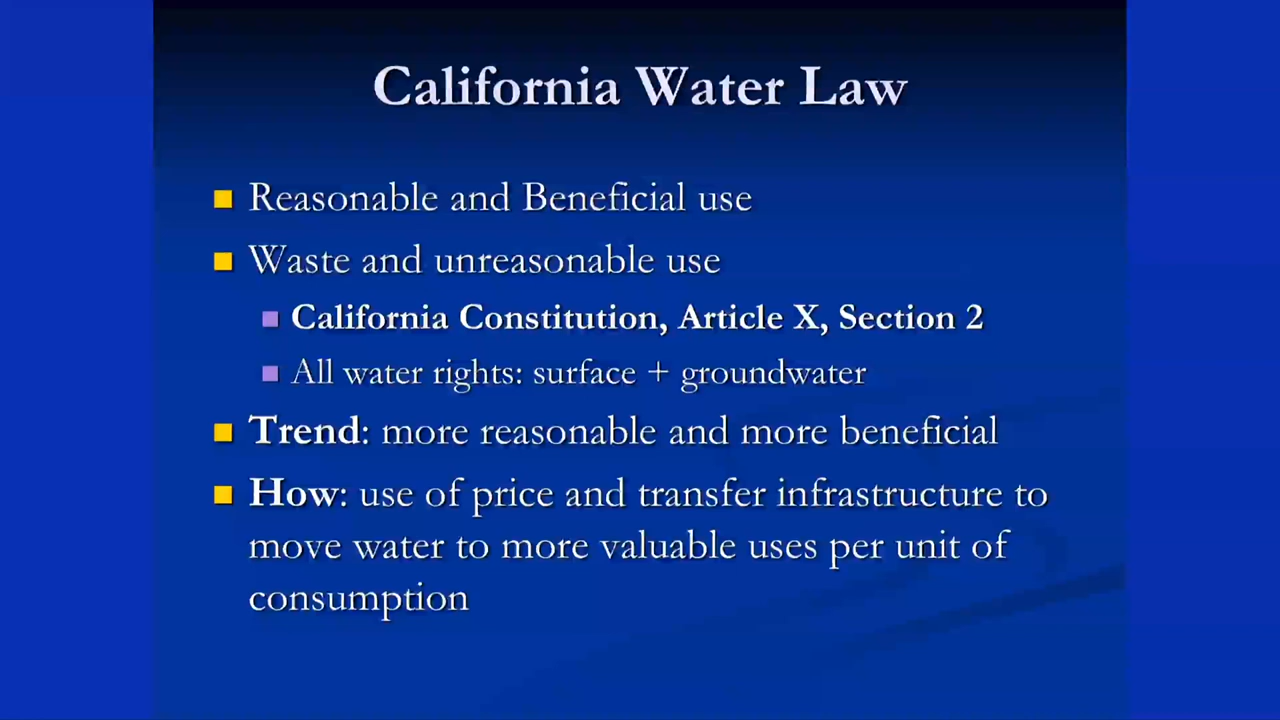 California Water Law
Reasonable and Beneficial use
Waste and unreasonable use
California Constitution, Article X, Section 2
All water rights: surface + groundwater
Trend: more reasonable and more beneficial
How: use of price and transfer infrastructure to
move water to more valuable uses per unit of
consumption